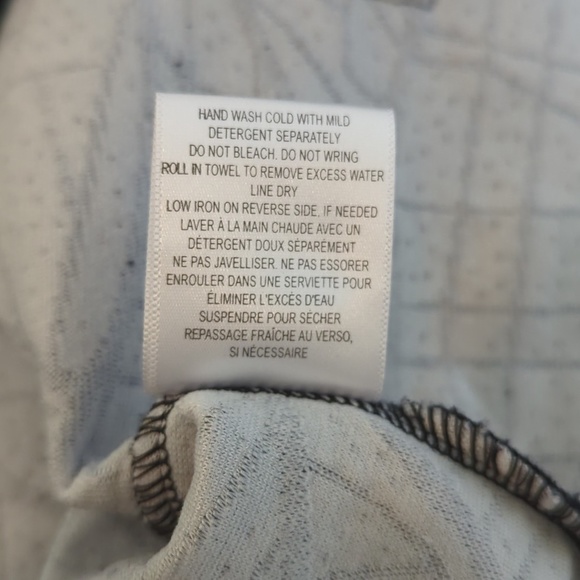 HAND WASH COLD WITH MILD
DETERGENT SEPARATELY
DO NOT BLEACH. DO NOT WRING
ROLL IN TOWEL TO REMOVE EXCESS WATER
LINE DRY
LOW IRON ON REVERSE SIDE, IF NEEDED
LAVER À LA MAIN CHAUDE AVEC UN
DÉTERGENT DOUX SÉPARÉMENT
NE PAS JAVELLISER. NE PAS ESSORER
ENROULER DANS UNE SERVIETTE POUR
ÉLIMINER L'EXCÈS D'EAU
SUSPENDRE POUR SÉCHER
REPASSAGE FRAÎCHE AU VERSO,
SI NÉCESSAIRE